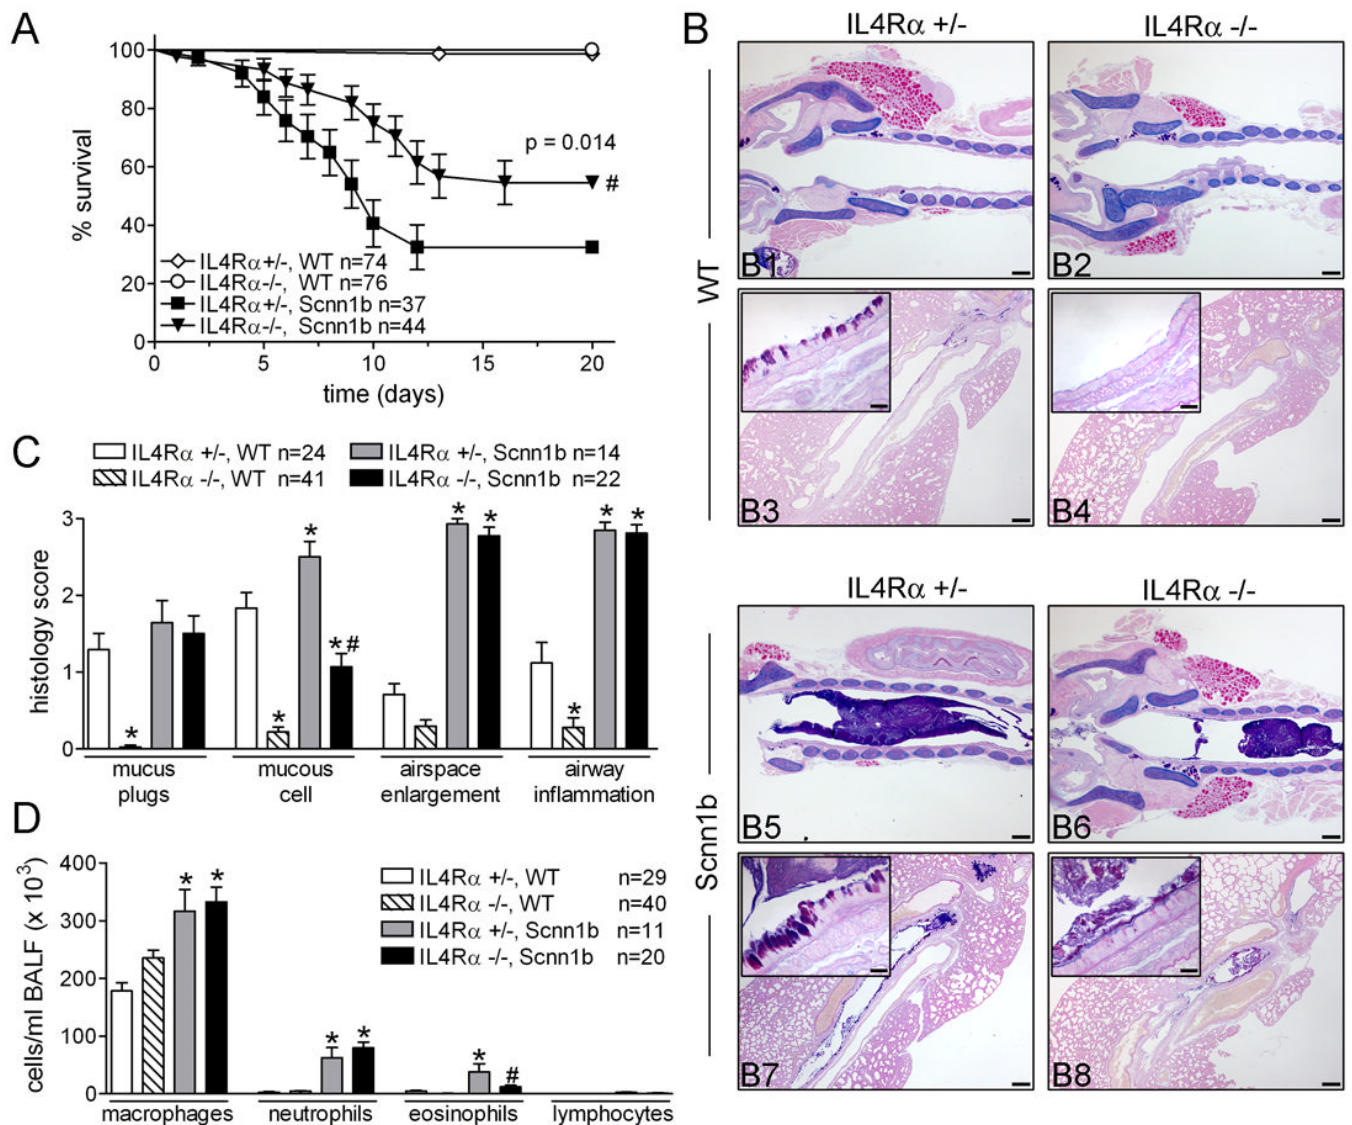 A
100
80
60
40
20
0
% survival
p = 0.014
#
IL4Rα+/-, WT n=74
IL4Rα-/-, WT n=76
IL4Rα+/-, Scnn1b n=37
IL4Rα-/-, Scnn1b n=44
0 5 10 15 20
time (days)
B
IL4Rα +/- IL4Rα -/-
WT
B1 B2
B3 B4
IL4Rα +/- IL4Rα -/-
Scnn1b
B5 B6
B7 B8
C
IL4Rα +/-, WT n=24 IL4Rα +/-, Scnn1b n=14
IL4Rα -/-, WT n=41 IL4Rα -/-, Scnn1b n=22
3
2
1
0
histology score
* * *# * * * * *
mucus mucous airspace airway
plugs cell enlargement inflammation
D
400
300
200
100
0
cells/ml BALF (x 10³)
IL4Rα +/-, WT n=29
IL4Rα -/-, WT n=40
IL4Rα +/-, Scnn1b n=11
IL4Rα -/-, Scnn1b n=20
* * * * * #
macrophages neutrophils eosinophils lymphocytes